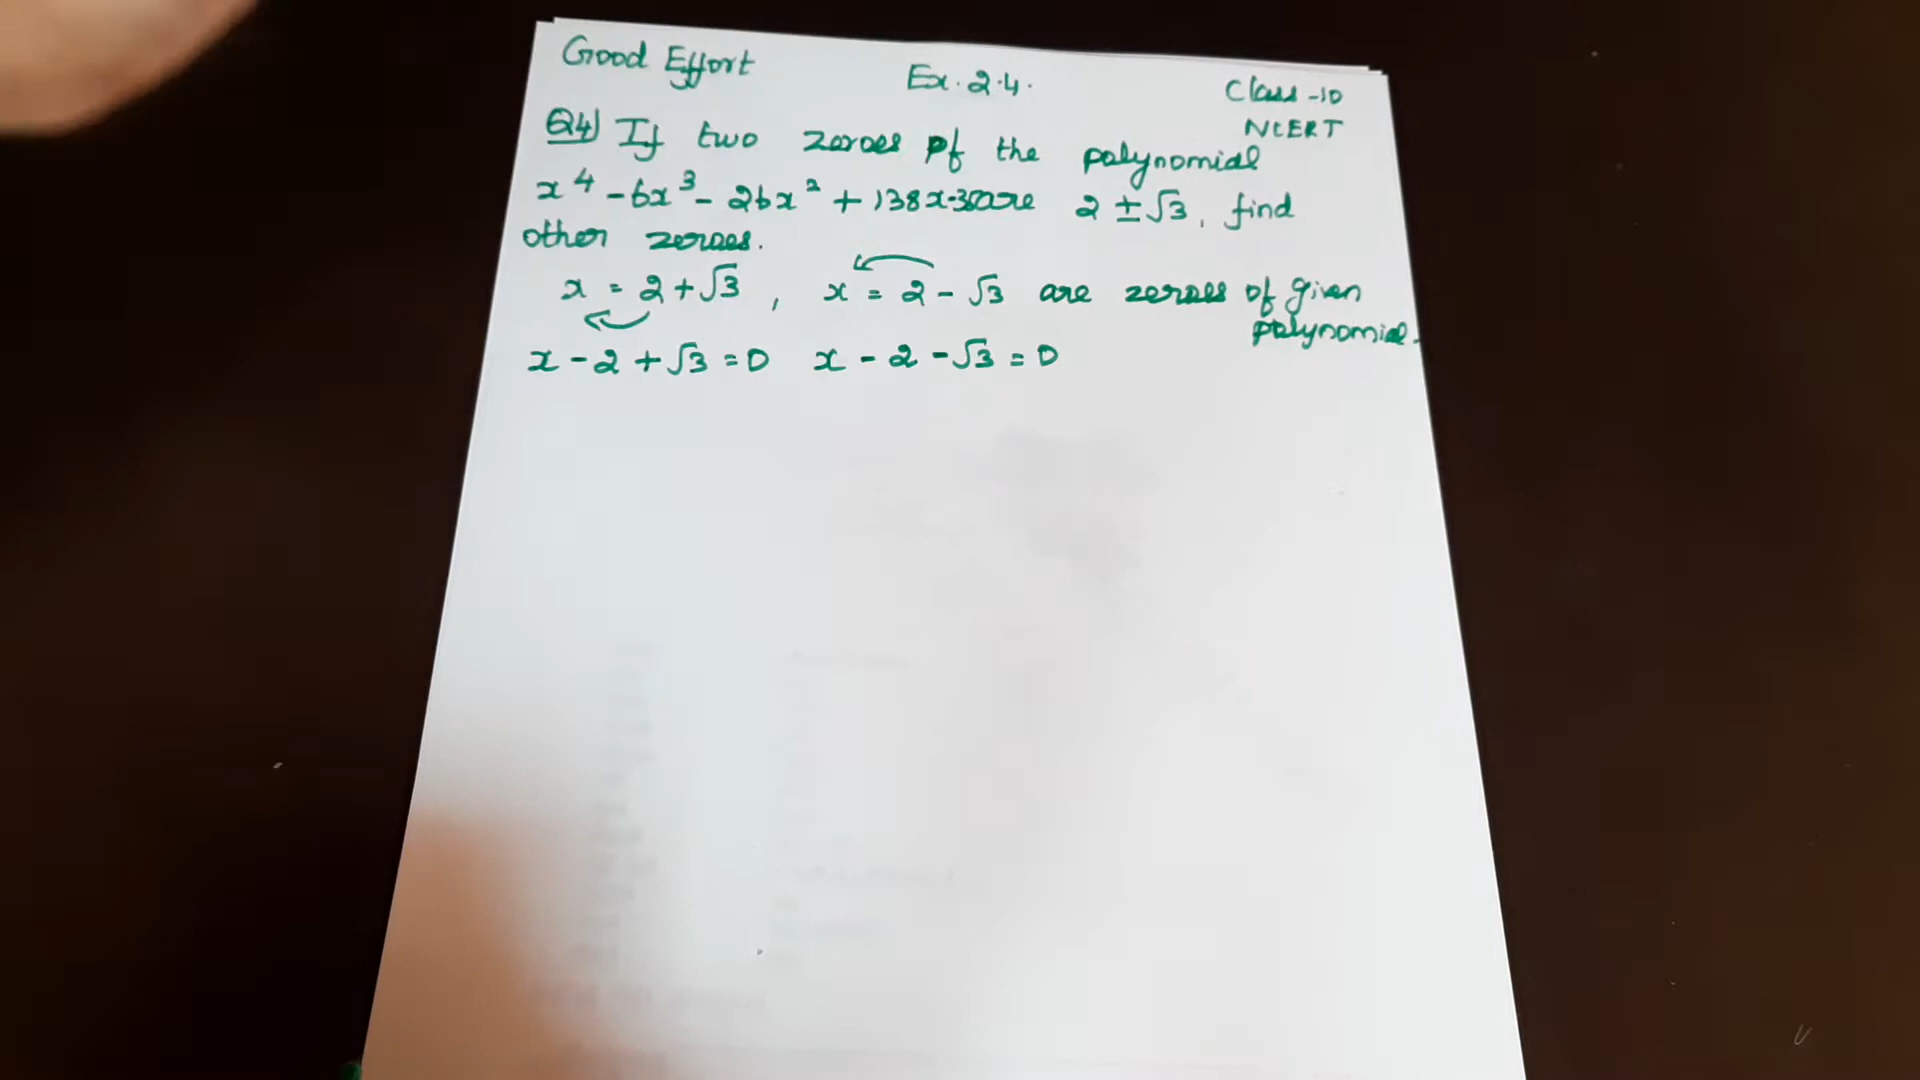 Good Effort Ex. 2.4. Class -10
NCERT
Q4) If two zeroes of the polynomial
x⁴ - 6x³ - 26x² + 138x-35 are 2 ± √3, find
other zeroes.
x = 2 + √3 , x = 2 - √3 are zeroes of given
polynomial.
x - 2 + √3 = 0 x - 2 - √3 = 0